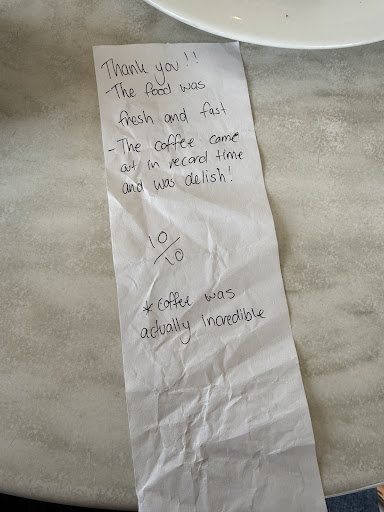 Thank you!!
-The food was
fresh and fast
-The coffee came
out in record time
and was delish!
10/10
*Coffee was
actually incredible